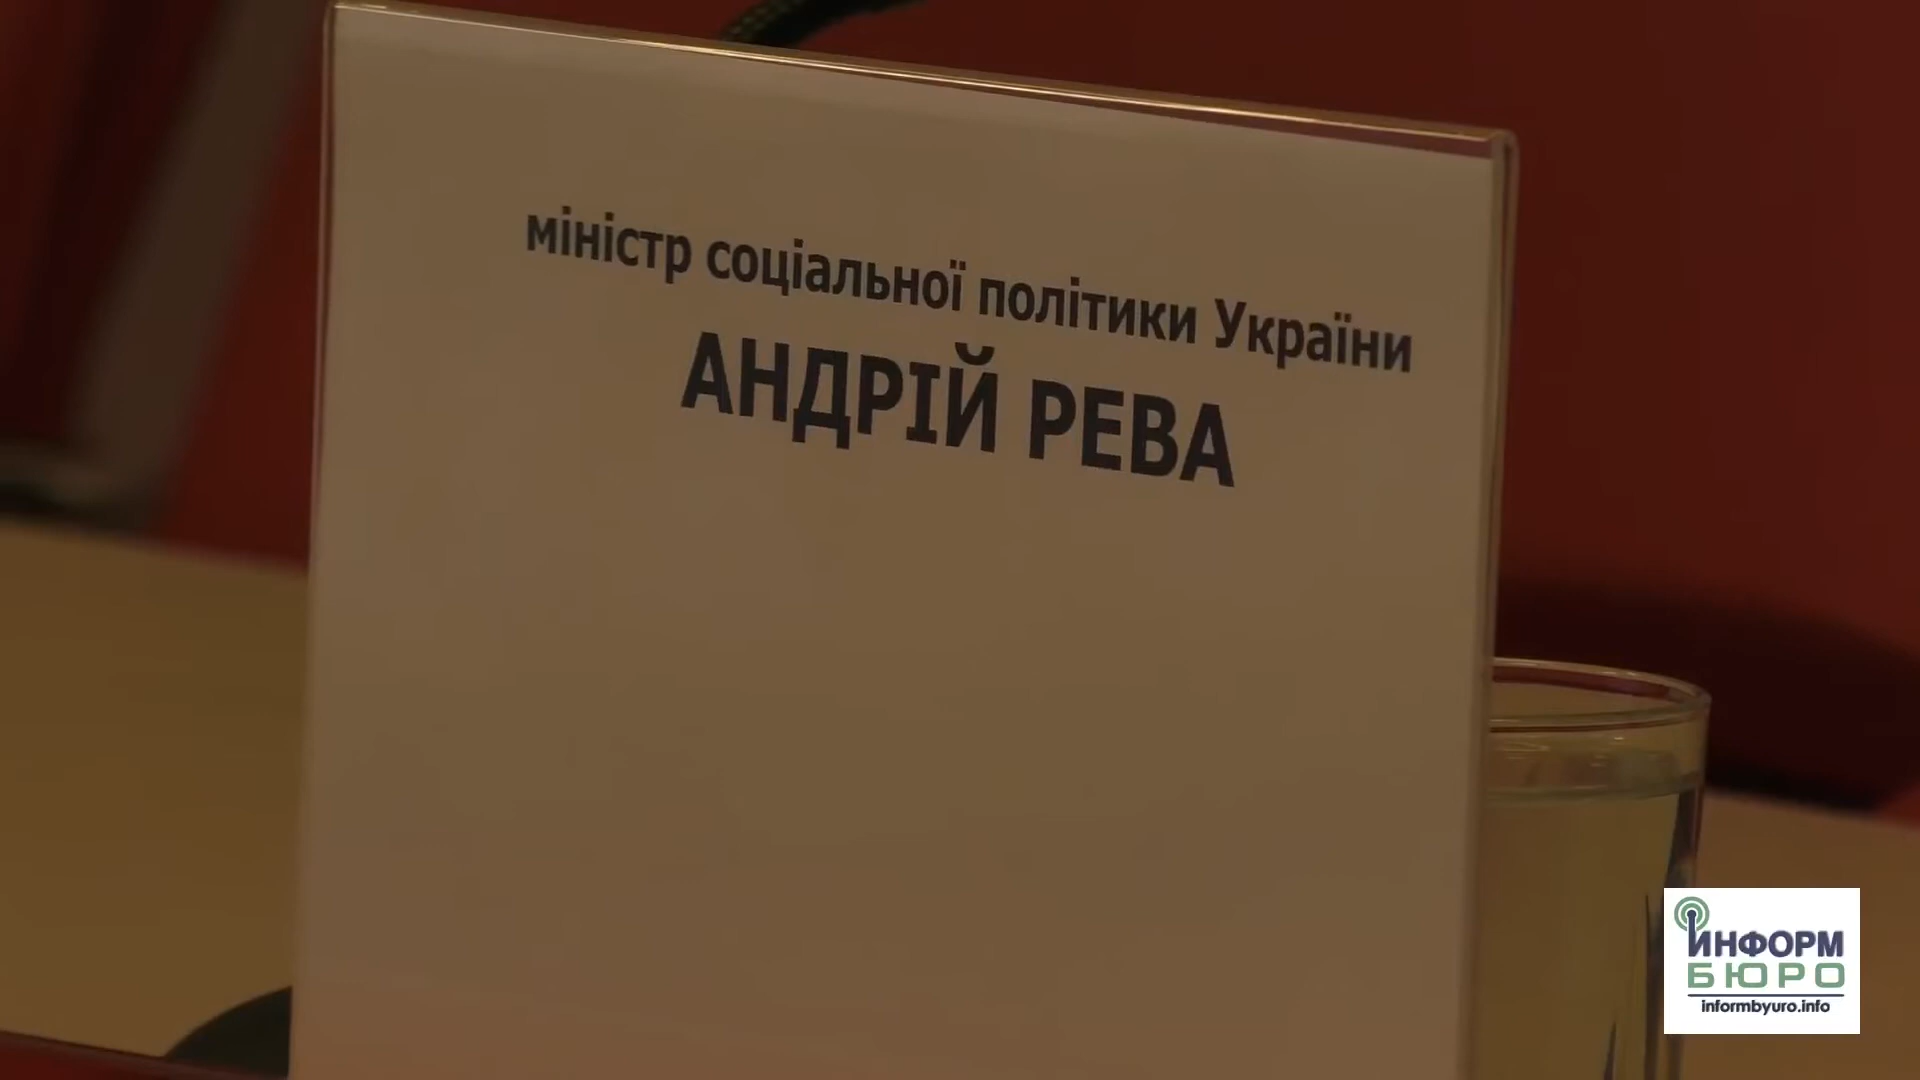 міністр соціальної політики України
АНДРІЙ РЕВА
ИНФОРМ
БЮРО
informbyuro.info